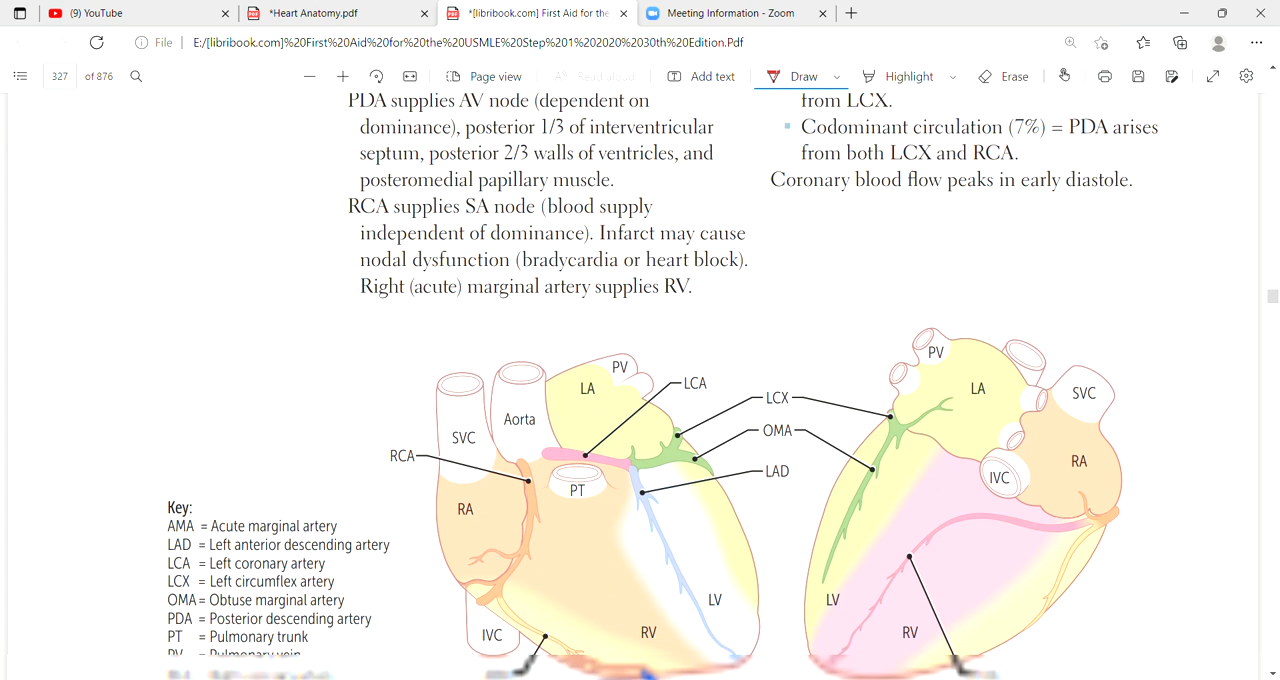 (9) YouTube
*Heart Anatomy.pdf
*[libribook.com] First Aid for the
Meeting Information - Zoom
File
E:/[libribook.com]%20First%20Aid%20for%20the%20USMLE%20Step%201%202020%2030th%20Edition.Pdf
327
of 876
Page view
Read aloud
Add text
Draw
Highlight
Erase
PDA supplies AV node (dependent on
dominance), posterior 1/3 of interventricular
septum, posterior 2/3 walls of ventricles, and
posteromedial papillary muscle.
RCA supplies SA node (blood supply
independent of dominance). Infarct may cause
nodal dysfunction (bradycardia or heart block).
Right (acute) marginal artery supplies RV.
from LCX.
Codominant circulation (7%) = PDA arises
from both LCX and RCA.
Coronary blood flow peaks in early diastole.
PV
LA
LCA
Aorta
SVC
RCA
PT
RA
LCX
OMA
LAD
LV
RV
IVC
PV
LA
SVC
RA
IVC
LV
RV
Key:
AMA = Acute marginal artery
LAD = Left anterior descending artery
LCA = Left coronary artery
LCX = Left circumflex artery
OMA = Obtuse marginal artery
PDA = Posterior descending artery
PT = Pulmonary trunk
PV = Pulmonary vein